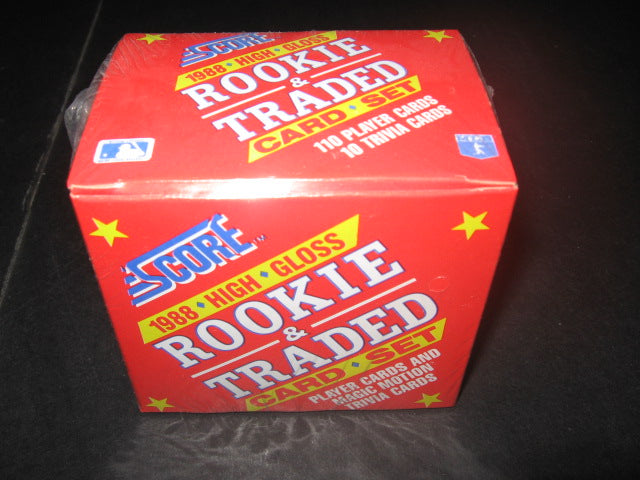 SCORE
1988 • HIGH • GLOSS
ROOKIE
&
TRADED
CARD • SET
110 PLAYER CARDS
10 TRIVIA CARDS
SCORE™
1988 • HIGH • GLOSS
ROOKIE
&
TRADED
CARD • SET
PLAYER CARDS AND
MAGIC MOTION
TRIVIA CARDS